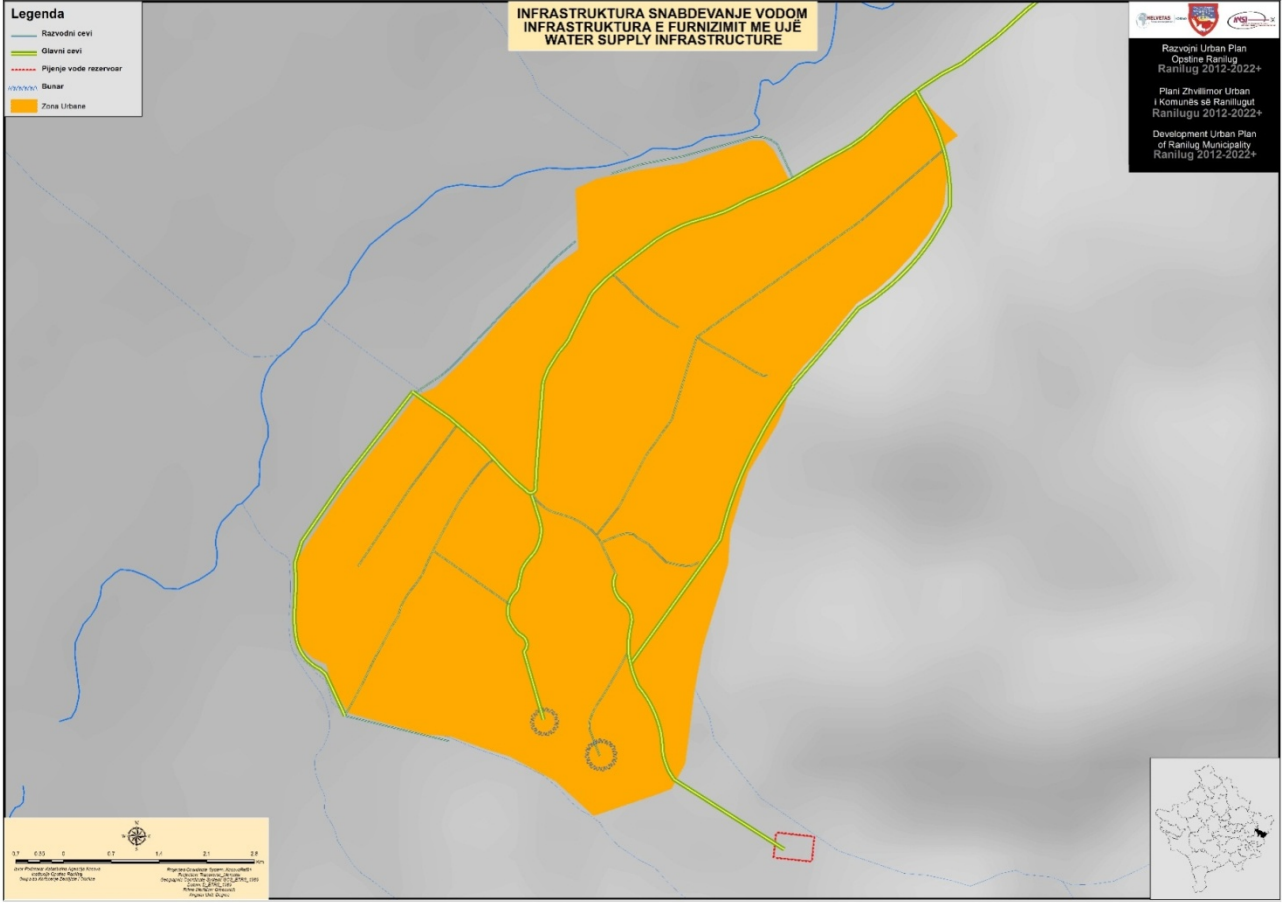 Legenda
Razvodni cevi
Glavni cevi
Pijenje vode rezervoar
Bunar
Zona Urbane
INFRASTRUKTURA SNABDEVANJE VODOM
INFRASTRUKTURA E FURNIZIMIT ME UJË
WATER SUPPLY INFRASTRUCTURE
HELVETAS
INSI
Razvojni Urban Plan
Opstine Ranilug
Ranilug 2012-2022+
Plani Zhvillimor Urban
i Komunës së Ranillugut
Ranilugu 2012-2022+
Development Urban Plan
of Ranilug Municipality
Ranilug 2012-2022+
N
W E
S
0.7 0.35 0 0.7 1.4 2.1 2.8
Km